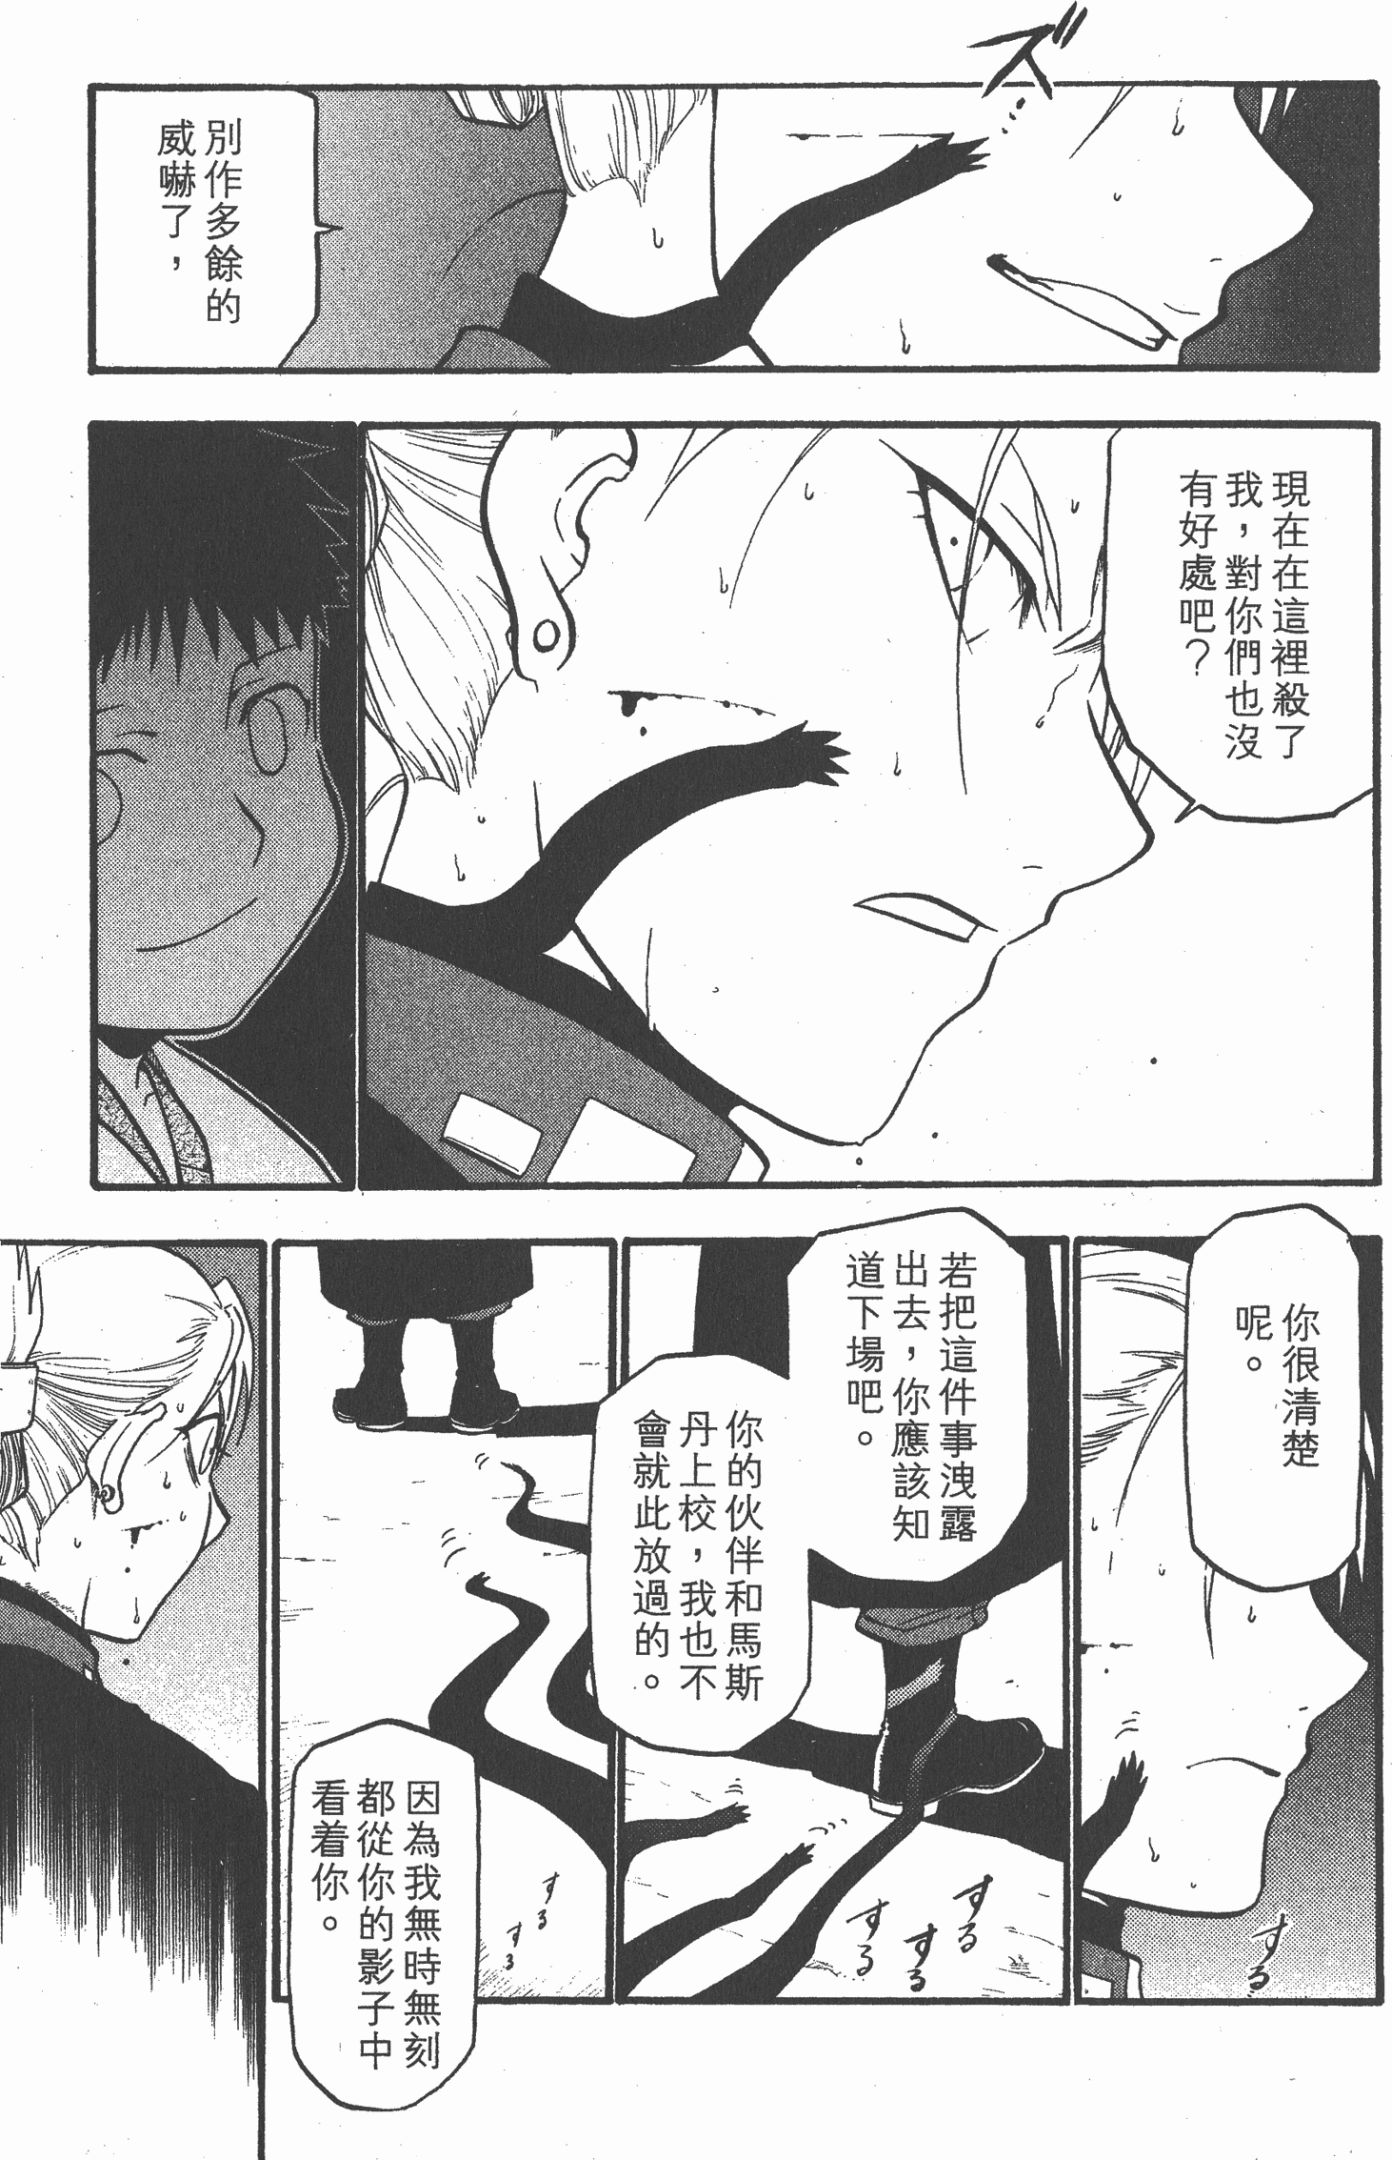 ズ
別作多餘的
威嚇了，
現在在這裡殺了
我，對你們也沒
有好處吧？
你很清楚
呢。
する
若把這件事洩露
出去，你應該知
道下場吧。
你的伙伴和馬斯
丹上校，我也不
會就此放過的。
する
する
する
する
する
因為我無時無刻
都從你的影子中
看着你。